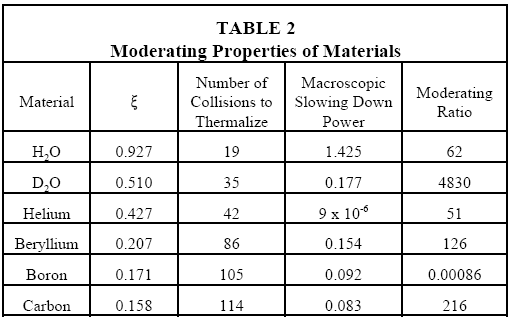 TABLE 2
Moderating Properties of Materials
Material ξ Number of Collisions to Thermalize Macroscopic Slowing Down Power Moderating Ratio
H₂O 0.927 19 1.425 62
D₂O 0.510 35 0.177 4830
Helium 0.427 42 9 x 10⁻⁶ 51
Beryllium 0.207 86 0.154 126
Boron 0.171 105 0.092 0.00086
Carbon 0.158 114 0.083 216